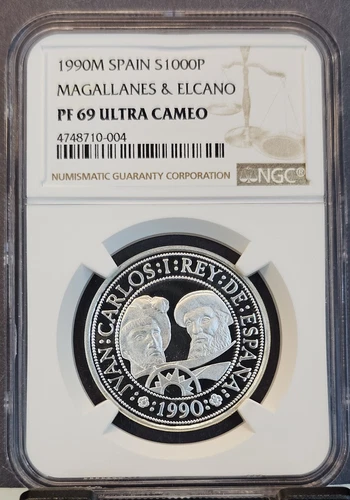 1990M SPAIN S1000P
MAGALLANES & ELCANO
PF 69 ULTRA CAMEO
4748710-004
NUMISMATIC GUARANTY CORPORATION
NGC
JVAN:CARLOS:I:REY:DE:ESPAÑA:
1990